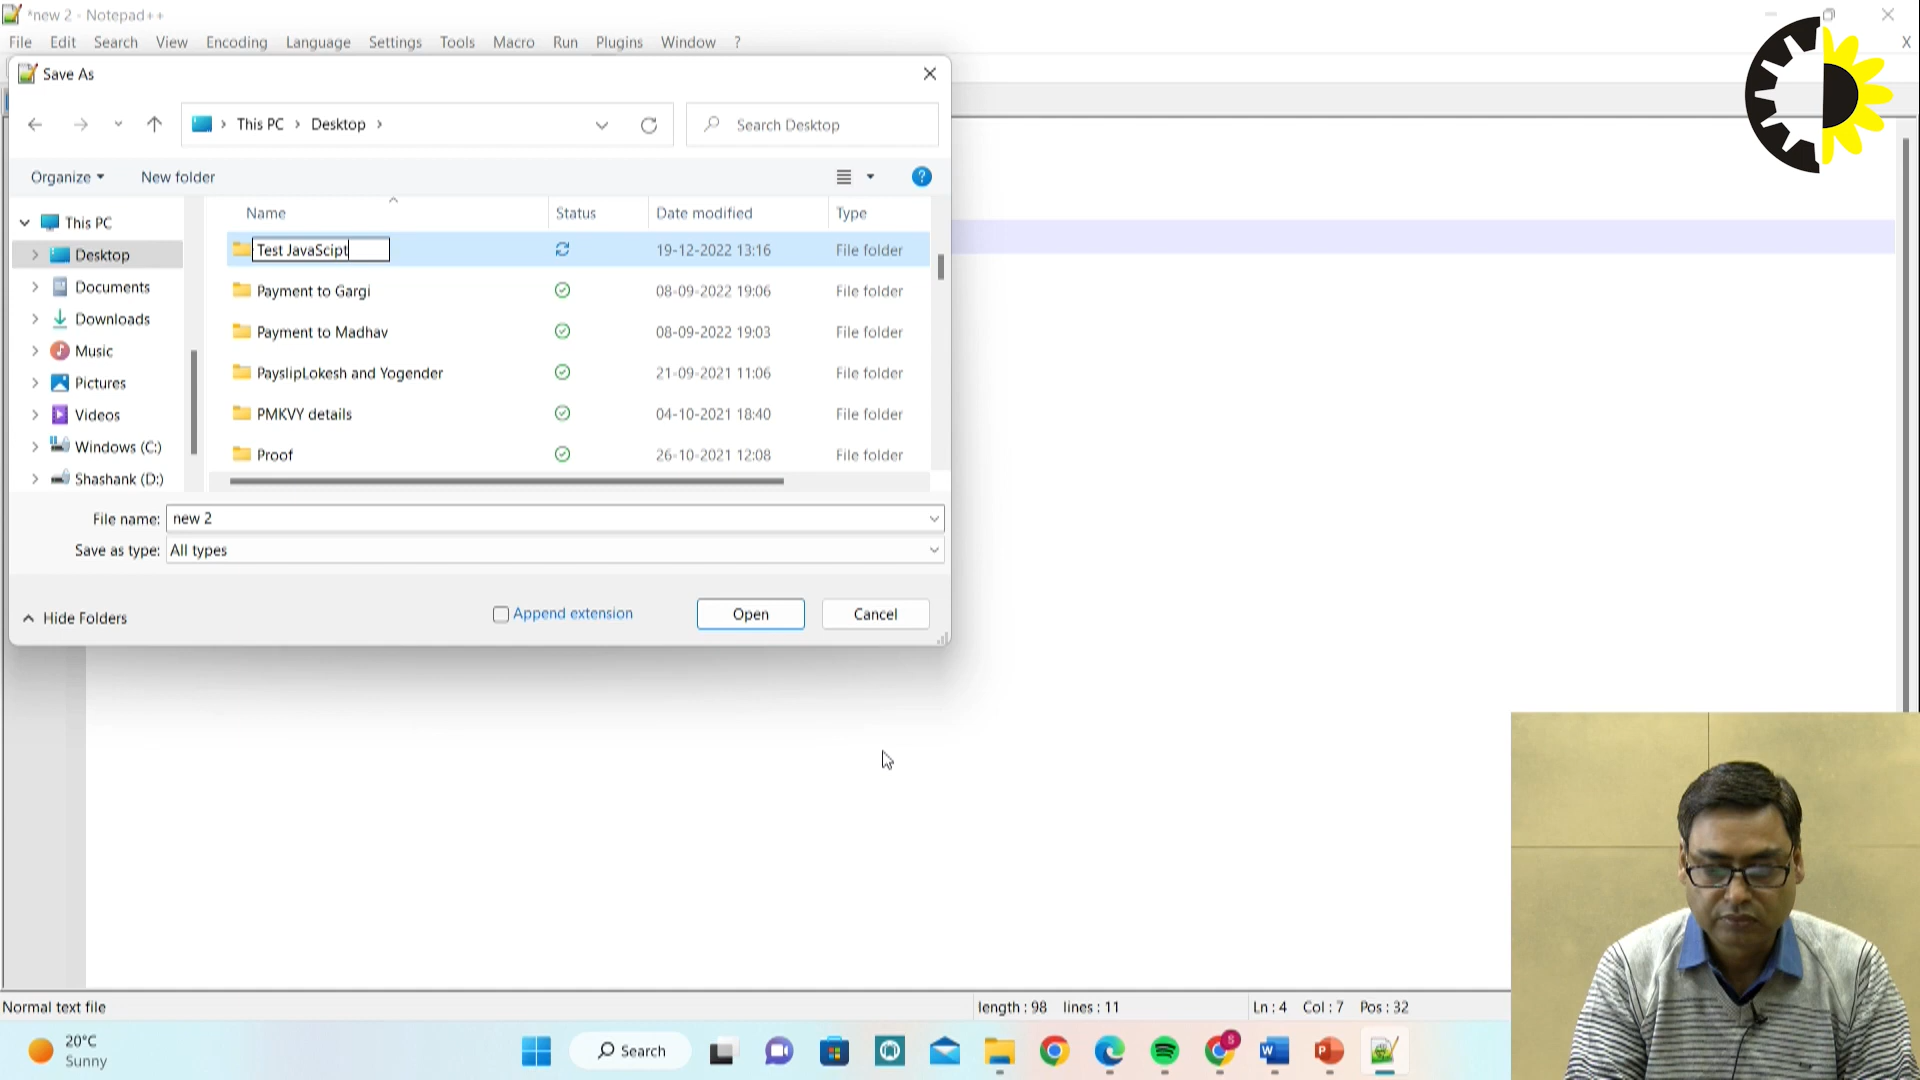 *new 2 - Notepad++
File Edit Search View Encoding Language Settings Tools Macro Run Plugins Window ? X
Save As
This PC > Desktop > Search Desktop
Organize New folder ?
Name Status Date modified Type
This PC
Desktop
Documents
Downloads
Music
Pictures
Videos
Windows (C:)
Shashank (D:)
Test JavaScipt 19-12-2022 13:16 File folder
Payment to Gargi 08-09-2022 19:06 File folder
Payment to Madhav 08-09-2022 19:03 File folder
PayslipLokesh and Yogender 21-09-2021 11:06 File folder
PMKVY details 04-10-2021 18:40 File folder
Proof 26-10-2021 12:08 File folder
File name: new 2
Save as type: All types
Hide Folders Append extension Open Cancel
Normal text file length : 98 lines : 11 Ln : 4 Col : 7 Pos : 32
20°C
Sunny
Search
S
W
P